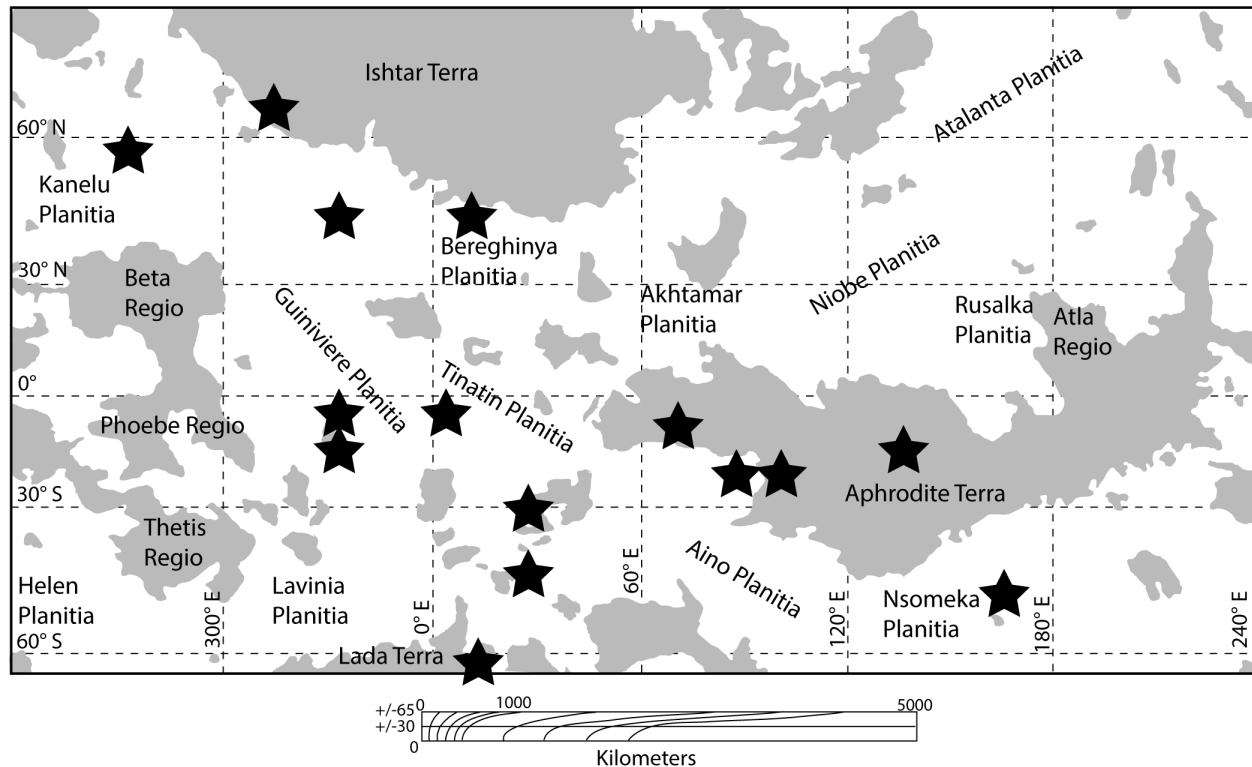 Ishtar Terra
Atalanta Planitia
60° N
Kanelu
Planitia
Bereghinya
Planitia
30° N
Beta
Regio
Guiniviere Planitia
Akhtamar
Planitia
Niobe Planitia
Rusalka
Planitia
Atla
Regio
0°
Tinatin Planitia
Phoebe Regio
Aphrodite Terra
30° S
Thetis
Regio
Aino Planitia
Helen
Planitia
Lavinia
Planitia
Nsomeka
Planitia
300° E
0° E
60° E
120° E
180° E
240° E
60° S
Lada Terra
+/-65
0
1000
5000
+/-30
0
Kilometers